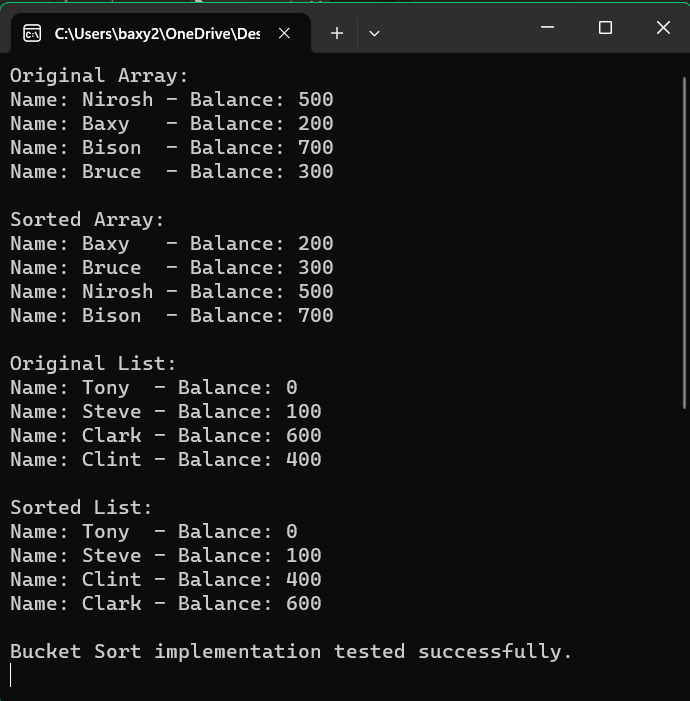 C:\Users\baxy2\OneDrive\Des
Original Array:
Name: Nirosh - Balance: 500
Name: Baxy   - Balance: 200
Name: Bison  - Balance: 700
Name: Bruce  - Balance: 300

Sorted Array:
Name: Baxy   - Balance: 200
Name: Bruce  - Balance: 300
Name: Nirosh - Balance: 500
Name: Bison  - Balance: 700

Original List:
Name: Tony  - Balance: 0
Name: Steve - Balance: 100
Name: Clark - Balance: 600
Name: Clint - Balance: 400

Sorted List:
Name: Tony  - Balance: 0
Name: Steve - Balance: 100
Name: Clint - Balance: 400
Name: Clark - Balance: 600

Bucket Sort implementation tested successfully.